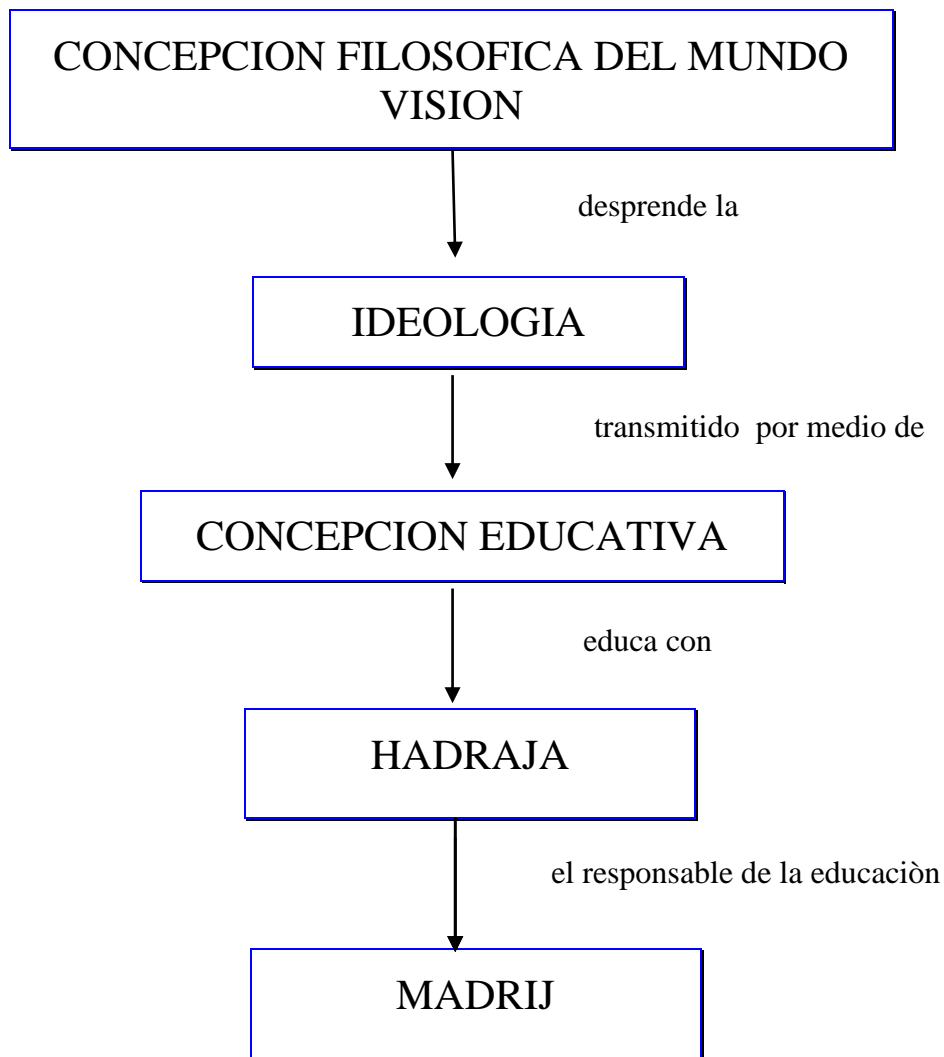 CONCEPCION FILOSOFICA DEL MUNDO
VISION
desprende la
IDEOLOGIA
transmitido por medio de
CONCEPCION EDUCATIVA
educa con
HADRAJA
el responsable de la educaciòn
MADRIJ